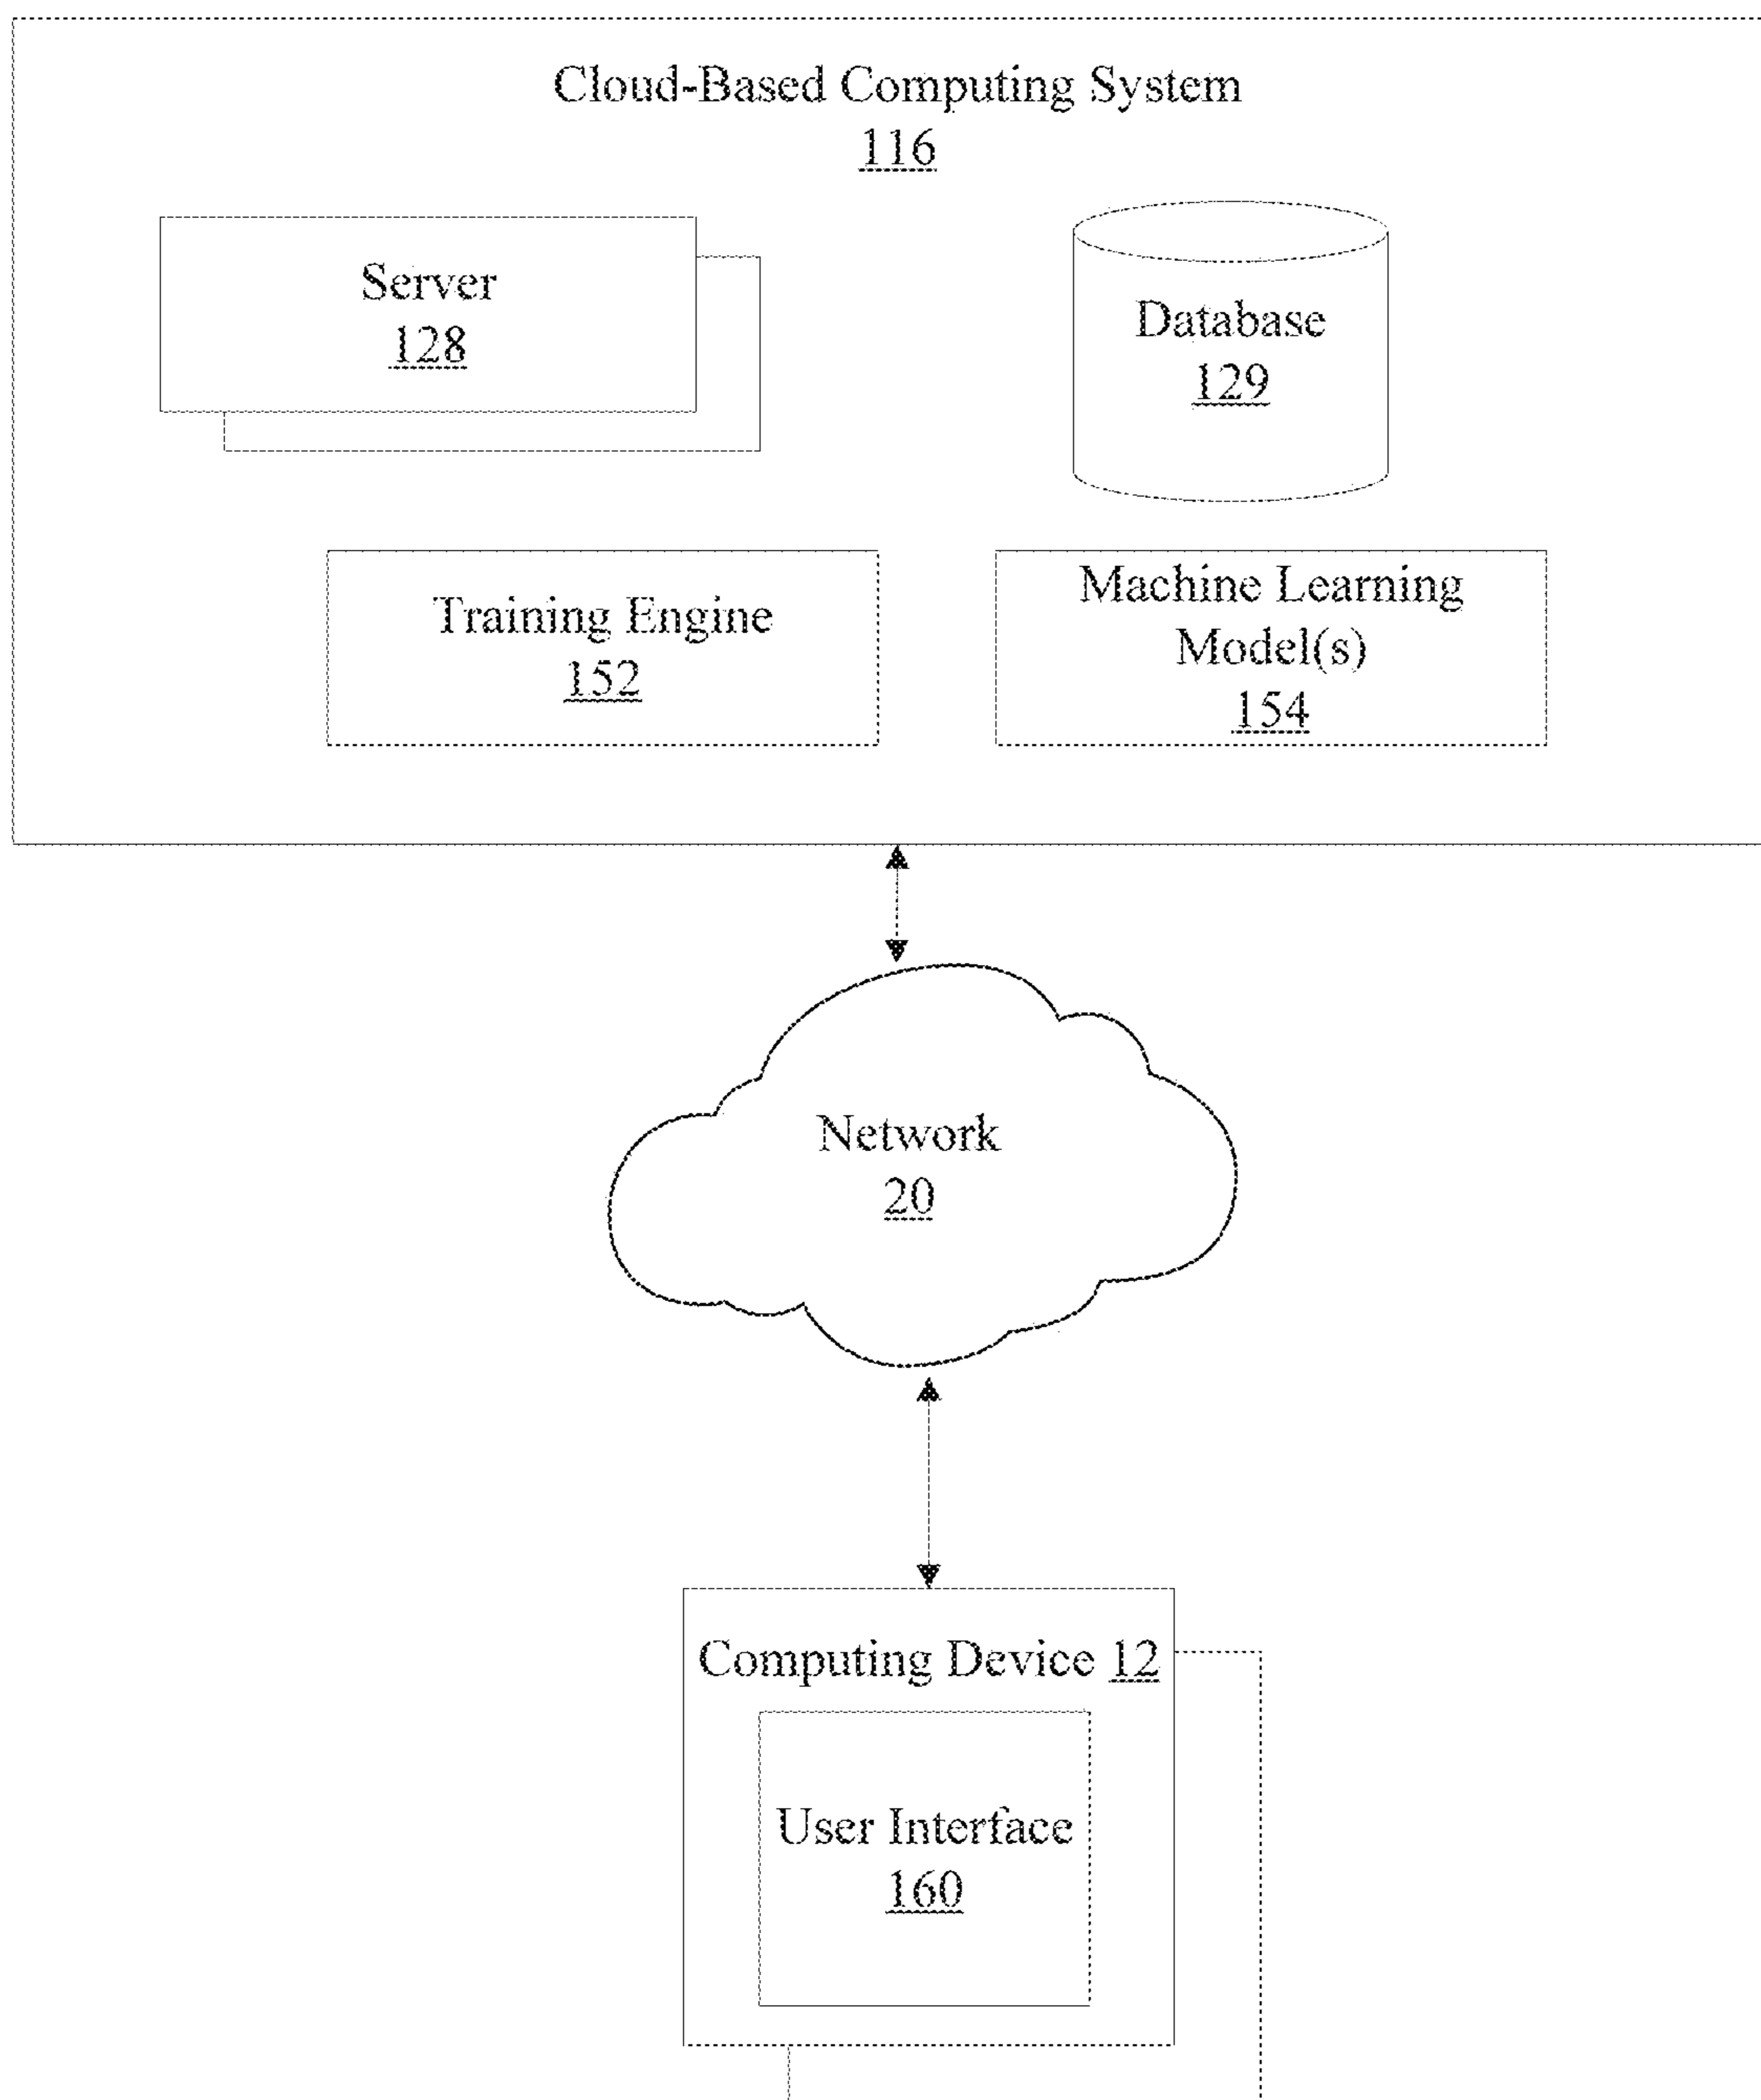 Cloud-Based Computing System
116
Server
128
Database
129
Training Engine
152
Machine Learning
Model(s)
154
Network
20
Computing Device 12
User Interface
160